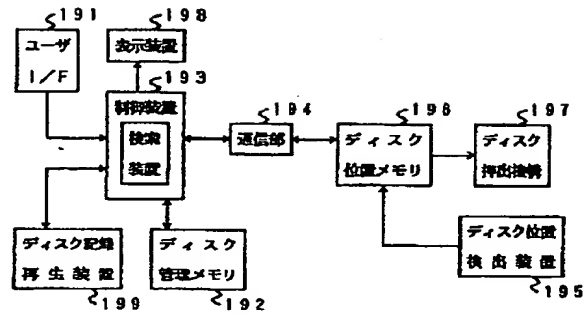 191
ユーザ
I/F
198
表示装置
193
制御装置
検索
装置
194
通信部
196
ディスク
位置メモリ
197
ディスク
押出機構
ディスク記録
再生装置
199
ディスク
管理メモリ
192
ディスク位置
検出装置
195